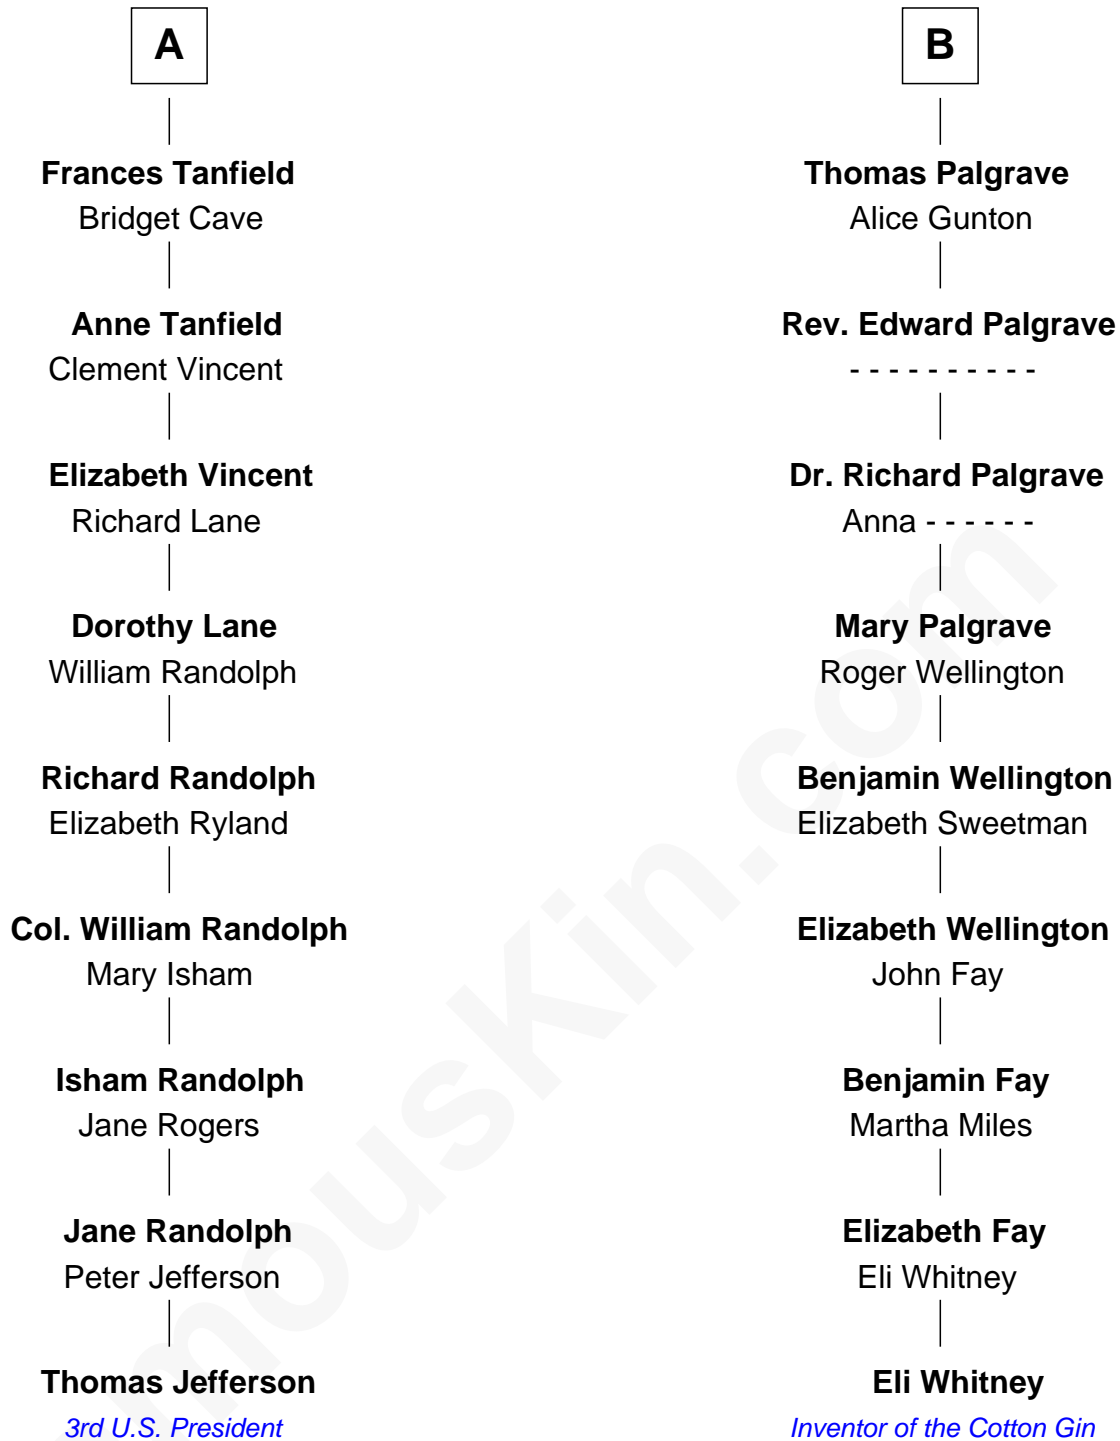 A
Frances Tanfield
Bridget Cave
Anne Tanfield
Clement Vincent
Elizabeth Vincent
Richard Lane
Dorothy Lane
William Randolph
Richard Randolph
Elizabeth Ryland
Col. William Randolph
Mary Isham
Isham Randolph
Jane Rogers
Jane Randolph
Peter Jefferson
Thomas Jefferson
3rd U.S. President
B
Thomas Palgrave
Alice Gunton
Rev. Edward Palgrave
- - - - - - - - - -
Dr. Richard Palgrave
Anna - - - - - -
Mary Palgrave
Roger Wellington
Benjamin Wellington
Elizabeth Sweetman
Elizabeth Wellington
John Fay
Benjamin Fay
Martha Miles
Elizabeth Fay
Eli Whitney
Eli Whitney
Inventor of the Cotton Gin
mousKin.com